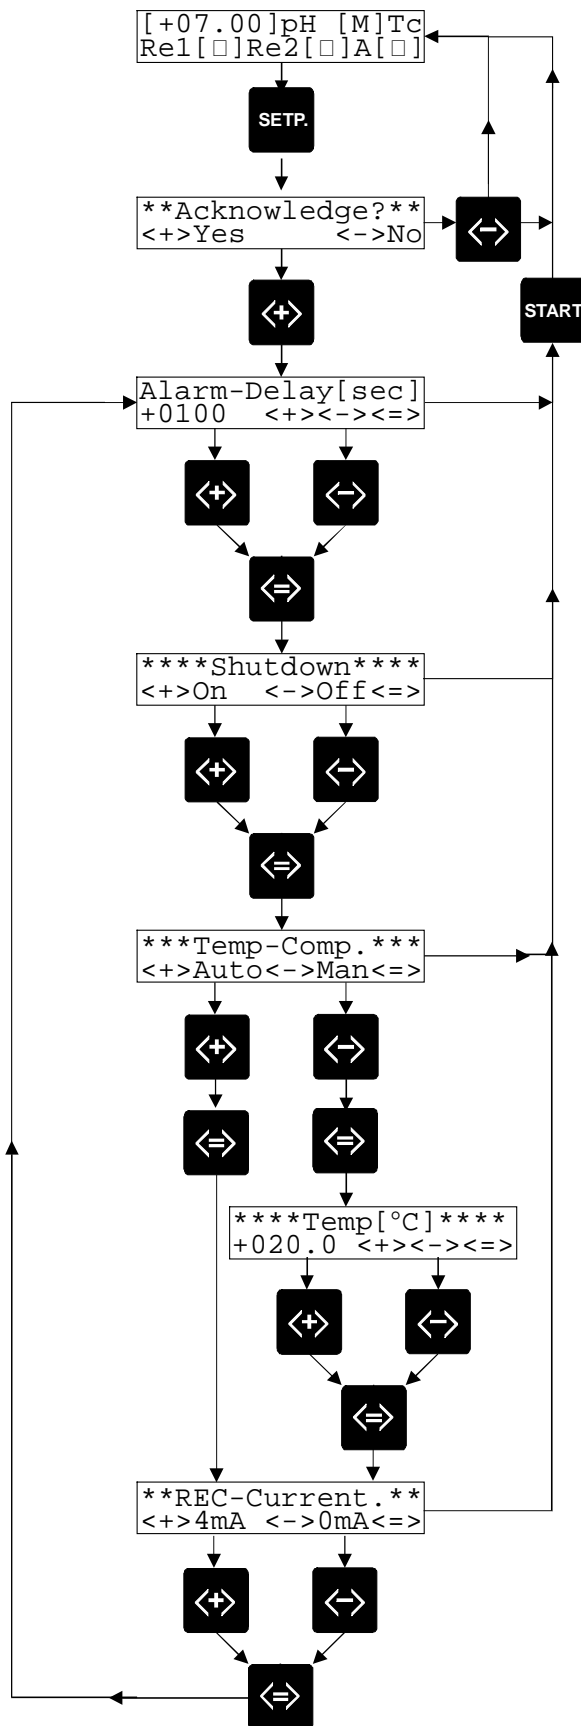 [+07.00]pH [M]Tc
Re1[□]Re2[□]A[□]
SETP.
**Acknowledge?**
<+>Yes <->No
<->
<+>
START
Alarm-Delay[sec]
+0100 <+><-><=>
<+> <->
<=>
****Shutdown****
<+>On <->Off<=>
<+> <->
<=>
***Temp-Comp.***
<+>Auto<->Man<=>
<+> <->
<=> <=>
****Temp[°C]****
+020.0 <+><-><=>
<+> <->
<=>
**REC-Current.**
<+>4mA <->0mA<=>
<+> <->
<=>